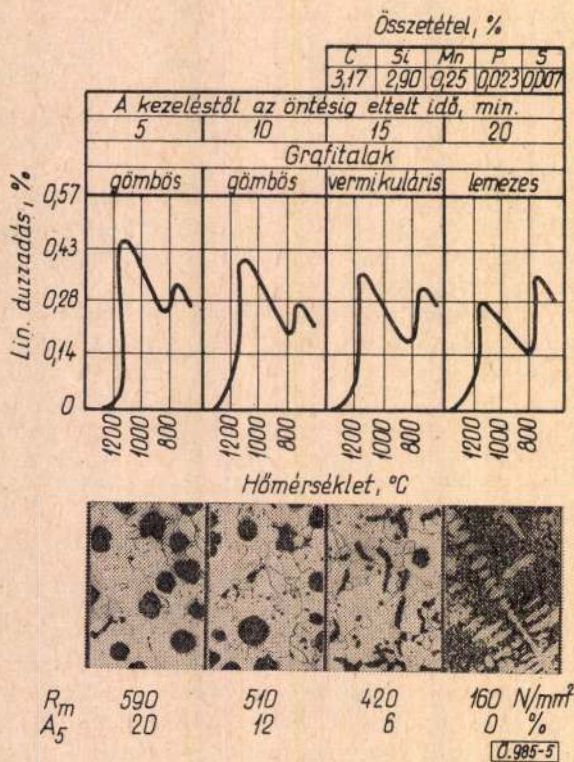 Összetétel, %
C Si Mn P S
3,17 2,90 0,25 0,023 0,007
A kezeléstől az öntésig eltelt idő, min.
5 10 15 20
Grafitalak
gömbös gömbös vermikuláris lemezes
Lin. duzzadás, %
0,57
0,43
0,28
0,14
0
1200 1000 800 1200 1000 800 1200 1000 800 1200 1000 800
Hőmérséklet, °C
Rm 590 510 420 160 N/mm²
A5 20 12 6 0 %
Ö.985-5